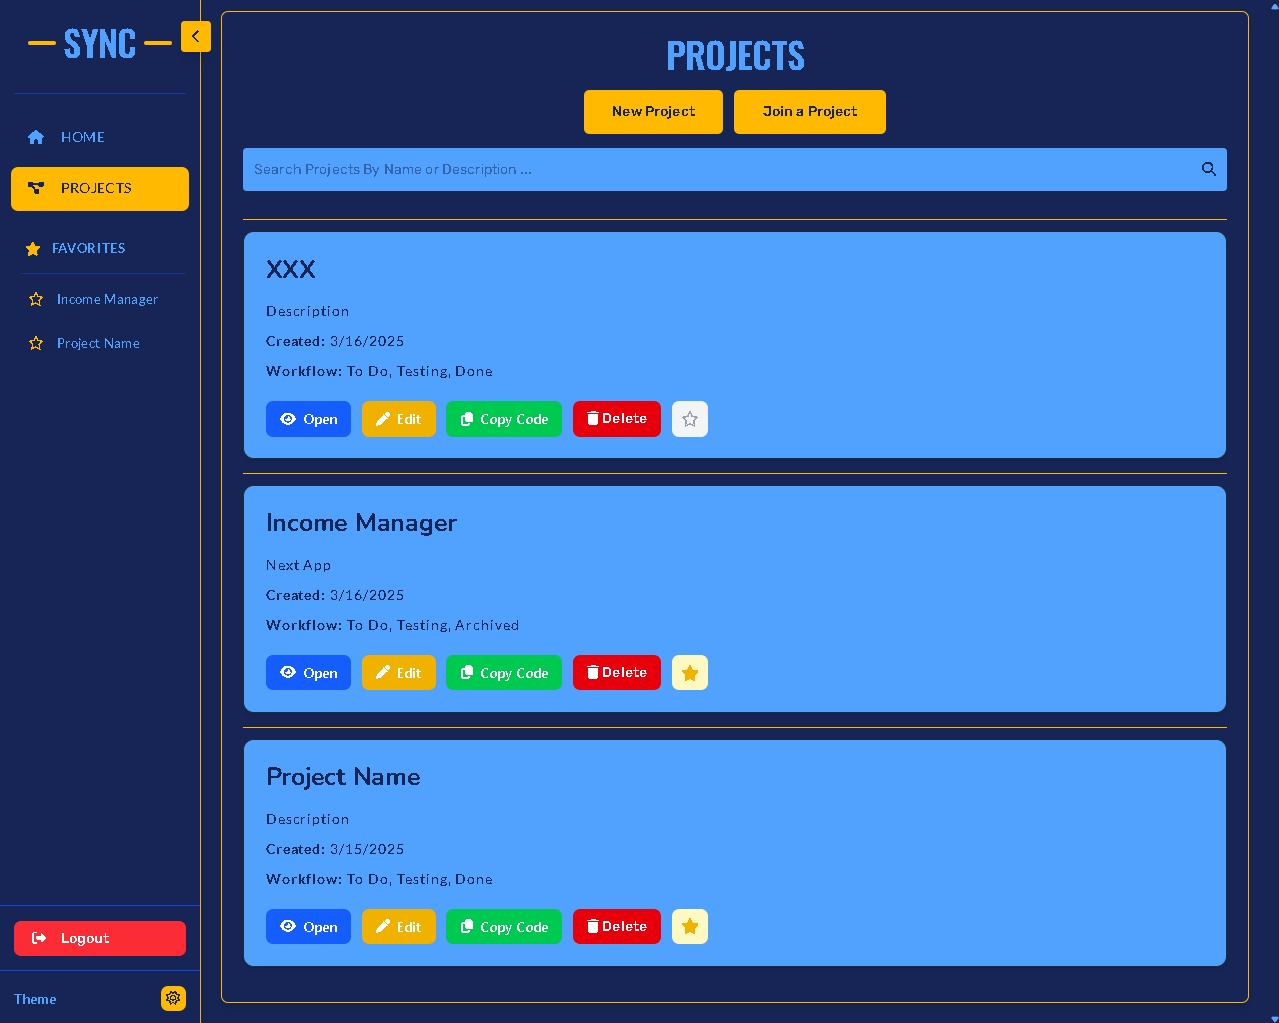 SYNC
HOME
PROJECTS
FAVORITES
Income Manager
Project Name
Logout
Theme
PROJECTS
New Project
Join a Project
Search Projects By Name or Description ...
XXX
Description
Created: 3/16/2025
Workflow: To Do, Testing, Done
Open
Edit
Copy Code
Delete
Income Manager
Next App
Created: 3/16/2025
Workflow: To Do, Testing, Archived
Open
Edit
Copy Code
Delete
Project Name
Description
Created: 3/15/2025
Workflow: To Do, Testing, Done
Open
Edit
Copy Code
Delete